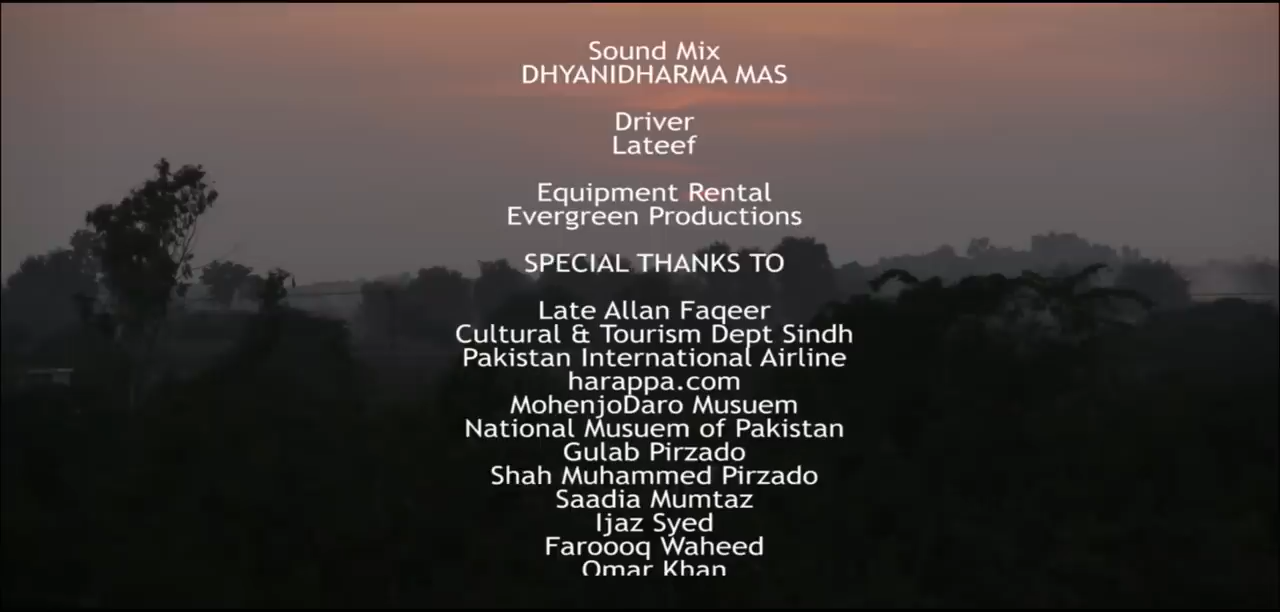 Sound Mix
DHYANIDHARMA MAS
Driver
Lateef
Equipment Rental
Evergreen Productions
SPECIAL THANKS TO
Late Allan Faqeer
Cultural & Tourism Dept Sindh
Pakistan International Airline
harappa.com
MohenjoDaro Musuem
National Musuem of Pakistan
Gulab Pirzado
Shah Muhammed Pirzado
Saadia Mumtaz
Ijaz Syed
Faroooq Waheed
Omar Khan